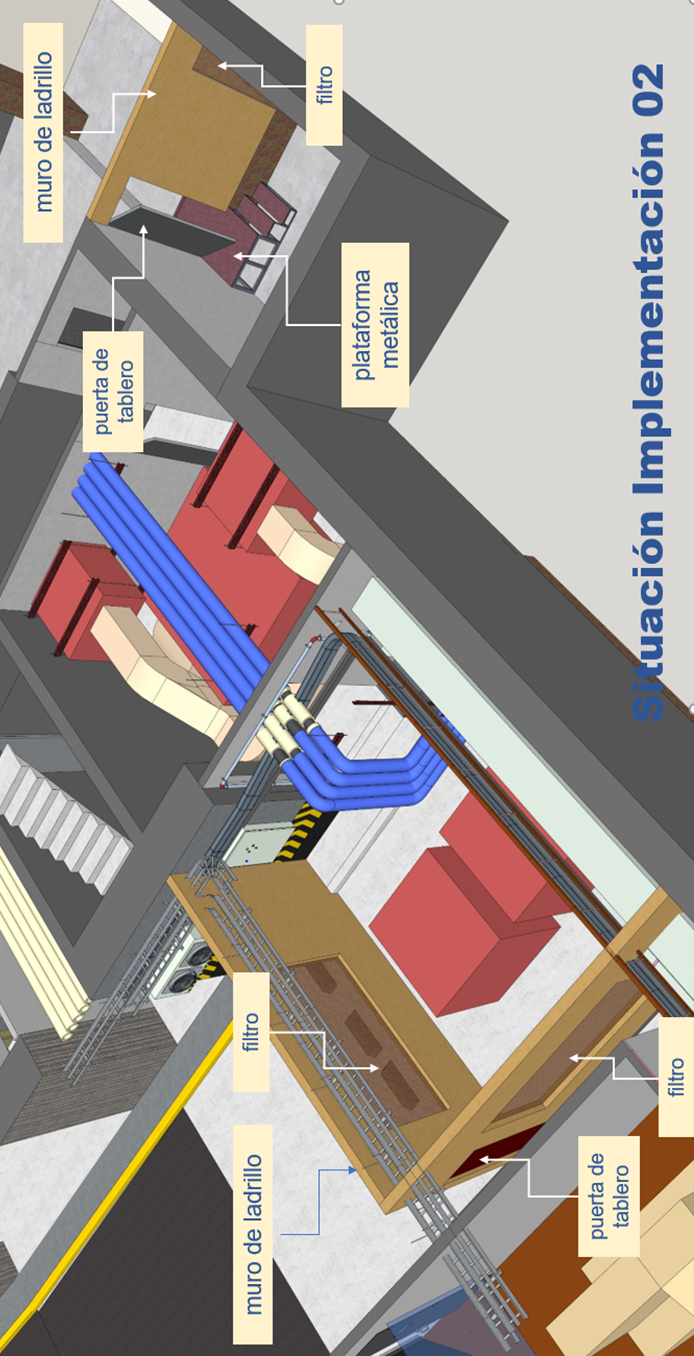 muro de ladrillo
puerta de
tablero
muro de ladrillo
filtro
filtro
plataforma
metálica
puerta de
tablero
filtro
Situación Implementación 02